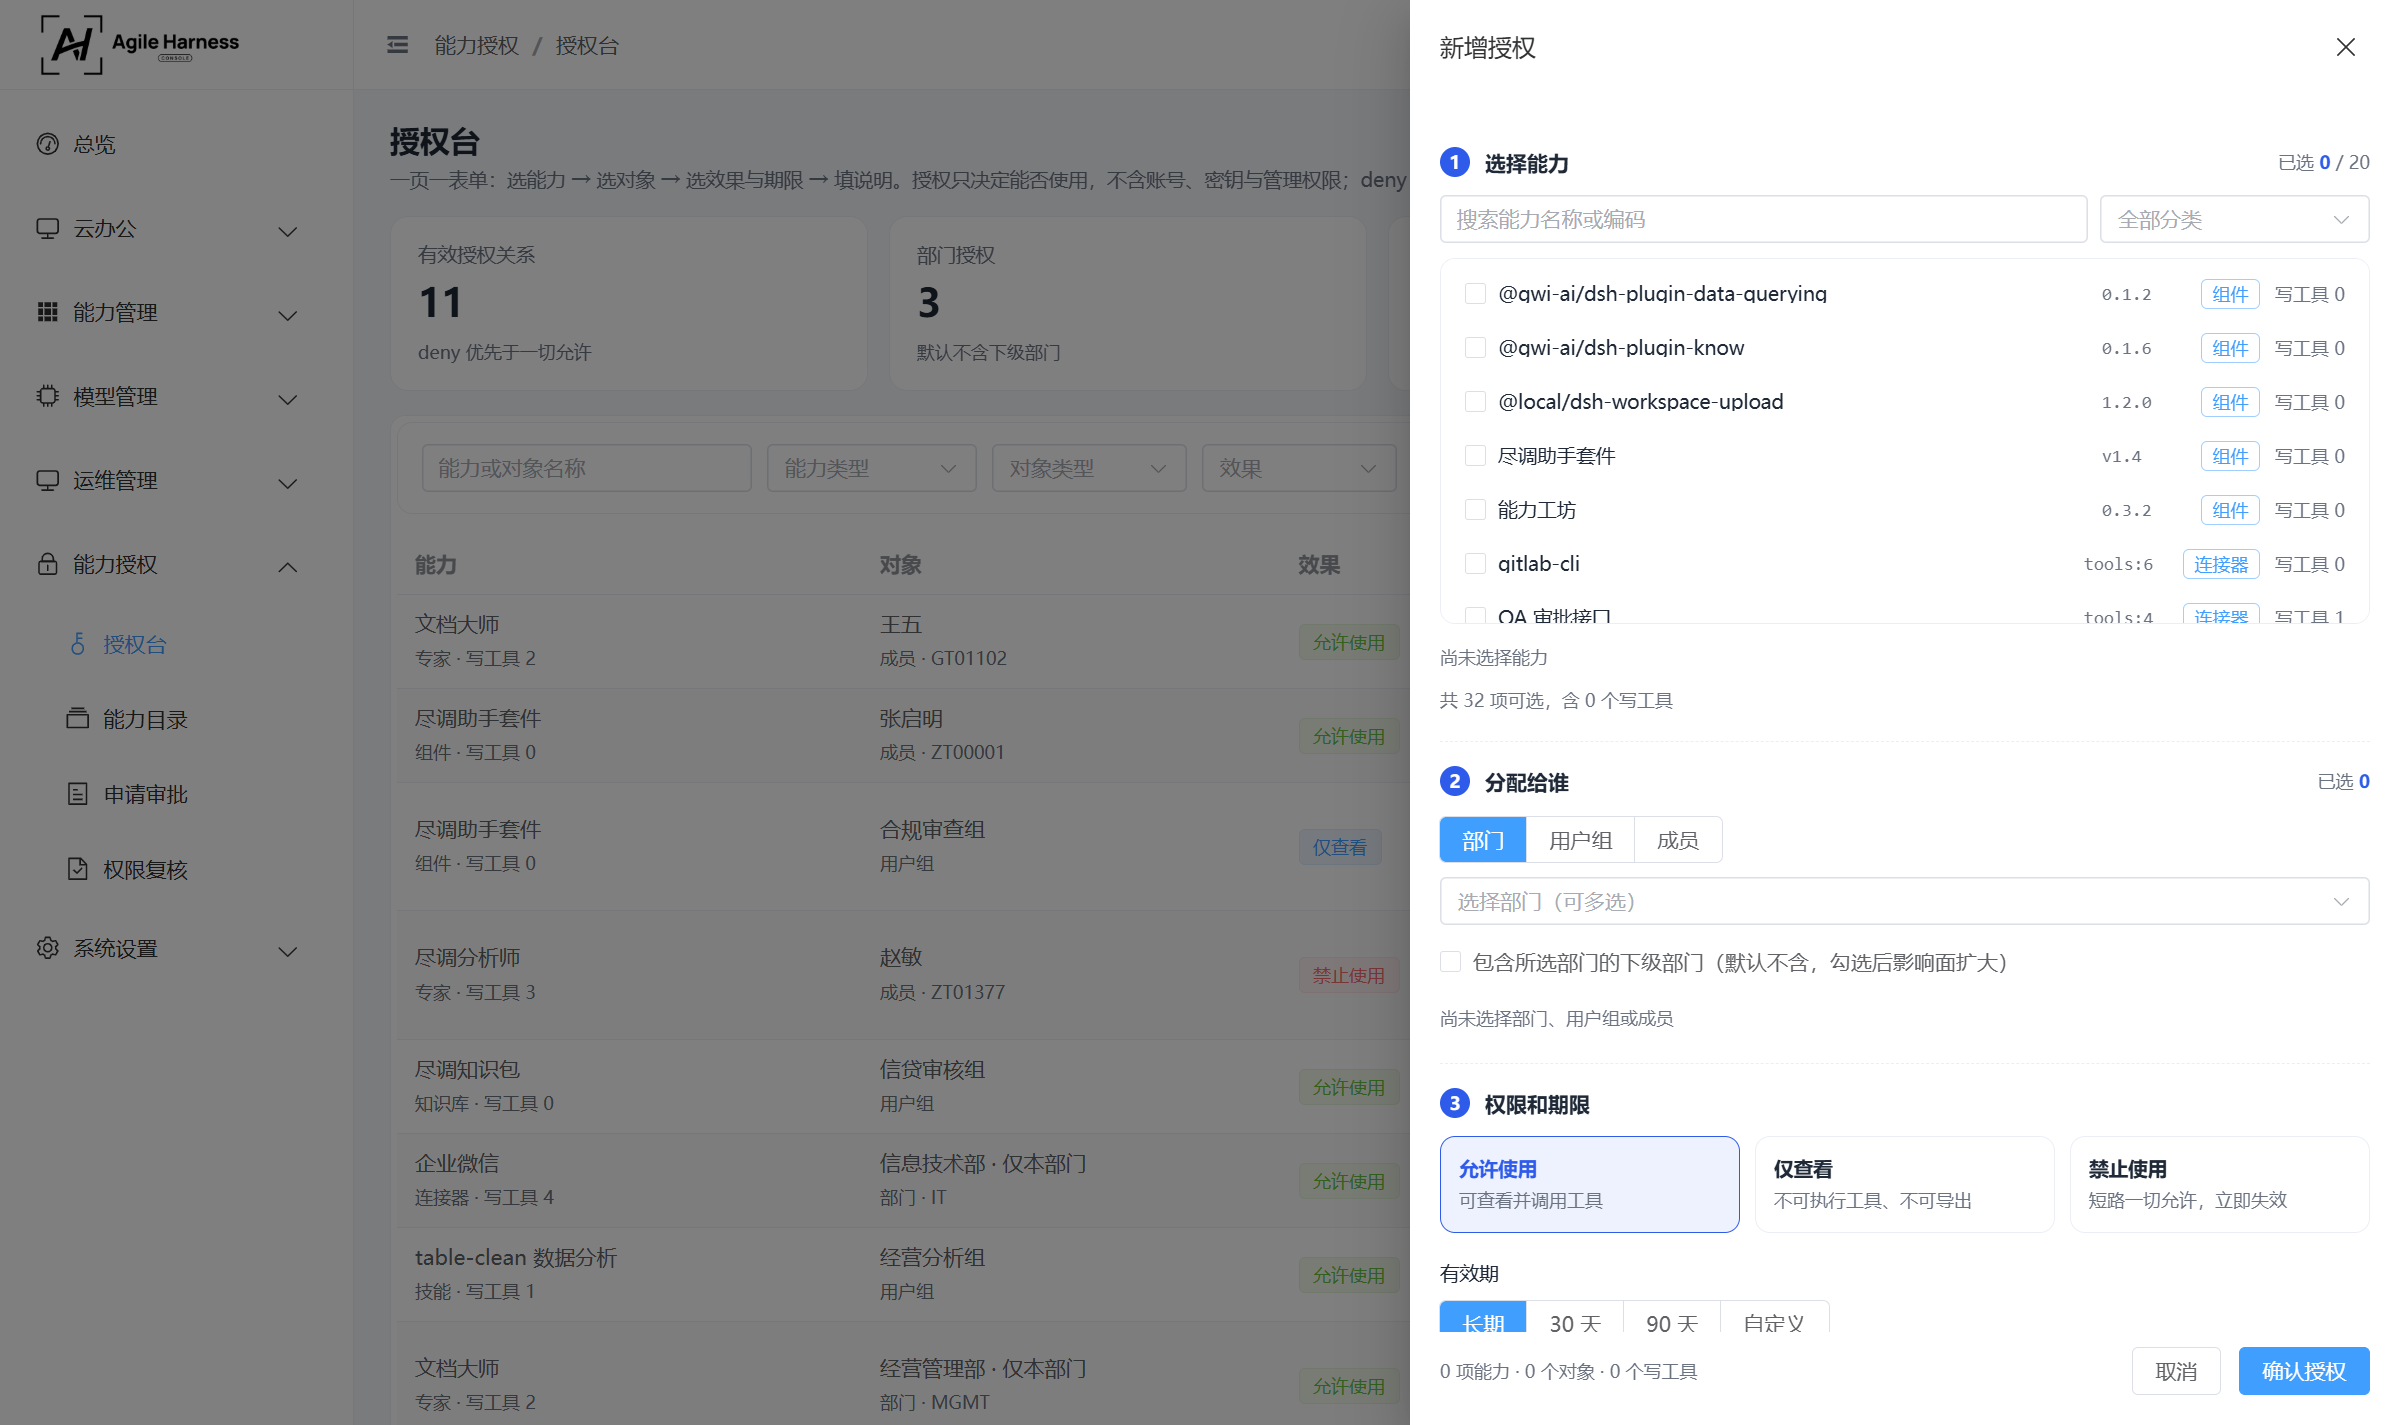 Agile Harness
CONSOLE
总览
云办公
能力管理
模型管理
运维管理
能力授权
授权台
能力目录
申请审批
权限复核
系统设置
能力授权 / 授权台
授权台
一页一表单：选能力 → 选对象 → 选效果与期限 → 填说明。授权只决定能否使用，不含账号、密钥与管理权限；deny
有效授权关系
11
deny 优先于一切允许
部门授权
3
默认不含下级部门
能力或对象名称
能力类型
对象类型
效果
能力 对象 效果
文档大师 王五
允许使用
专家 · 写工具 2 成员 · GT01102
尽调助手套件 张启明
允许使用
组件 · 写工具 0 成员 · ZT00001
尽调助手套件 合规审查组
仅查看
组件 · 写工具 0 用户组
尽调分析师 赵敏
禁止使用
专家 · 写工具 3 成员 · ZT01377
尽调知识包 信贷审核组
允许使用
知识库 · 写工具 0 用户组
企业微信 信息技术部 · 仅本部门
允许使用
连接器 · 写工具 4 部门 · IT
table-clean 数据分析 经营分析组
允许使用
技能 · 写工具 1 用户组
文档大师 经营管理部 · 仅本部门
允许使用
专家 · 写工具 2 部门 · MGMT
新增授权
1 选择能力 已选 0 / 20
搜索能力名称或编码 全部分类
@qwi-ai/dsh-plugin-data-querying 0.1.2 组件 写工具 0
@qwi-ai/dsh-plugin-know 0.1.6 组件 写工具 0
@local/dsh-workspace-upload 1.2.0 组件 写工具 0
尽调助手套件 v1.4 组件 写工具 0
能力工坊 0.3.2 组件 写工具 0
gitlab-cli tools:6 连接器 写工具 0
OA 审批接口 tools:4 连接器 写工具 1
尚未选择能力
共 32 项可选，含 0 个写工具
2 分配给谁 已选 0
部门 用户组 成员
选择部门（可多选）
包含所选部门的下级部门（默认不含，勾选后影响面扩大）
尚未选择部门、用户组或成员
3 权限和期限
允许使用
可查看并调用工具
仅查看
不可执行工具、不可导出
禁止使用
短路一切允许，立即失效
有效期
长期 30 天 90 天 自定义
0 项能力 · 0 个对象 · 0 个写工具
取消 确认授权